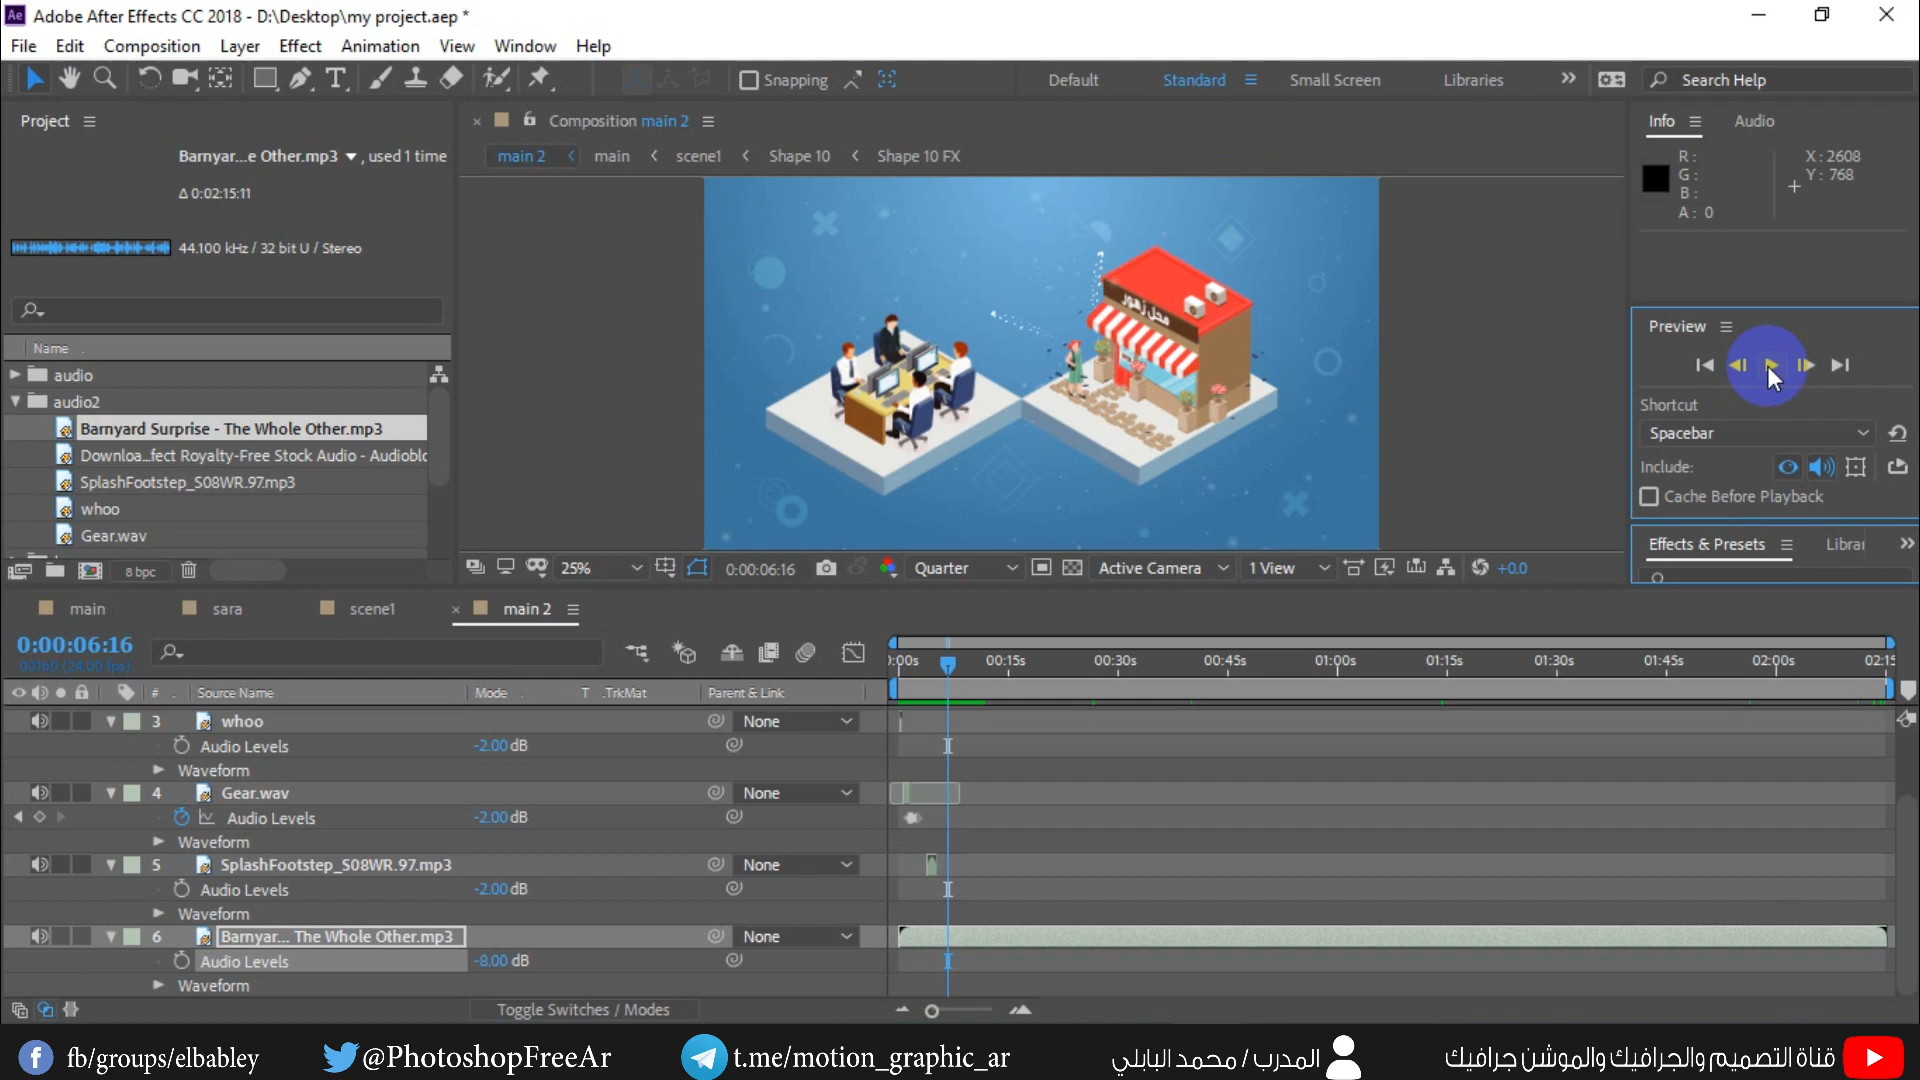 Adobe After Effects CC 2018 - D:\Desktop\my project.aep *
File Edit Composition Layer Effect Animation View Window Help
Snapping Default Standard Small Screen Libraries Search Help
Project
Barnyar...e Other.mp3 , used 1 time
Δ 0:02:15:11
44.100 kHz / 32 bit U / Stereo
Name
audio
audio2
Barnyard Surprise - The Whole Other.mp3
Downloa...fect Royalty-Free Stock Audio - Audioblo
SplashFootstep_S08WR.97.mp3
whoo
Gear.wav
8 bpc
Composition main 2
main 2 main scene1 Shape 10 Shape 10 FX
محل زهور
25% 0:00:06:16 Quarter Active Camera 1 View +0.0
Info Audio
R :
G :
B :
A : 0
X : 2608
Y : 768
Preview
Shortcut
Spacebar
Include:
Cache Before Playback
Effects & Presets Librar
main sara scene1 main 2
0:00:06:16
00160 (24.00 fps)
# Source Name Mode T .TrkMat Parent & Link
:00s 00:15s 00:30s 00:45s 01:00s 01:15s 01:30s 01:45s 02:00s 02:15
3 whoo None
Audio Levels -2.00 dB
Waveform
4 Gear.wav None
Audio Levels -2.00 dB
Waveform
5 SplashFootstep_S08WR.97.mp3 None
Audio Levels -2.00 dB
Waveform
6 Barnyar... The Whole Other.mp3 None
Audio Levels -8.00 dB
Waveform
Toggle Switches / Modes
fb/groups/elbabley
@PhotoshopFreeAr
t.me/motion_graphic_ar
المدرب / محمد البابلي
قناة التصميم والجرافيك والموشن جرافيك